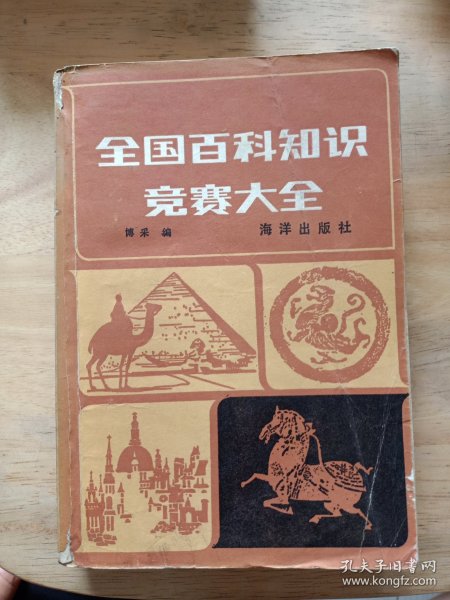 全国百科知识
竞赛大全
博采 编 海洋出版社
孔夫子旧书网
www.kongfz.com